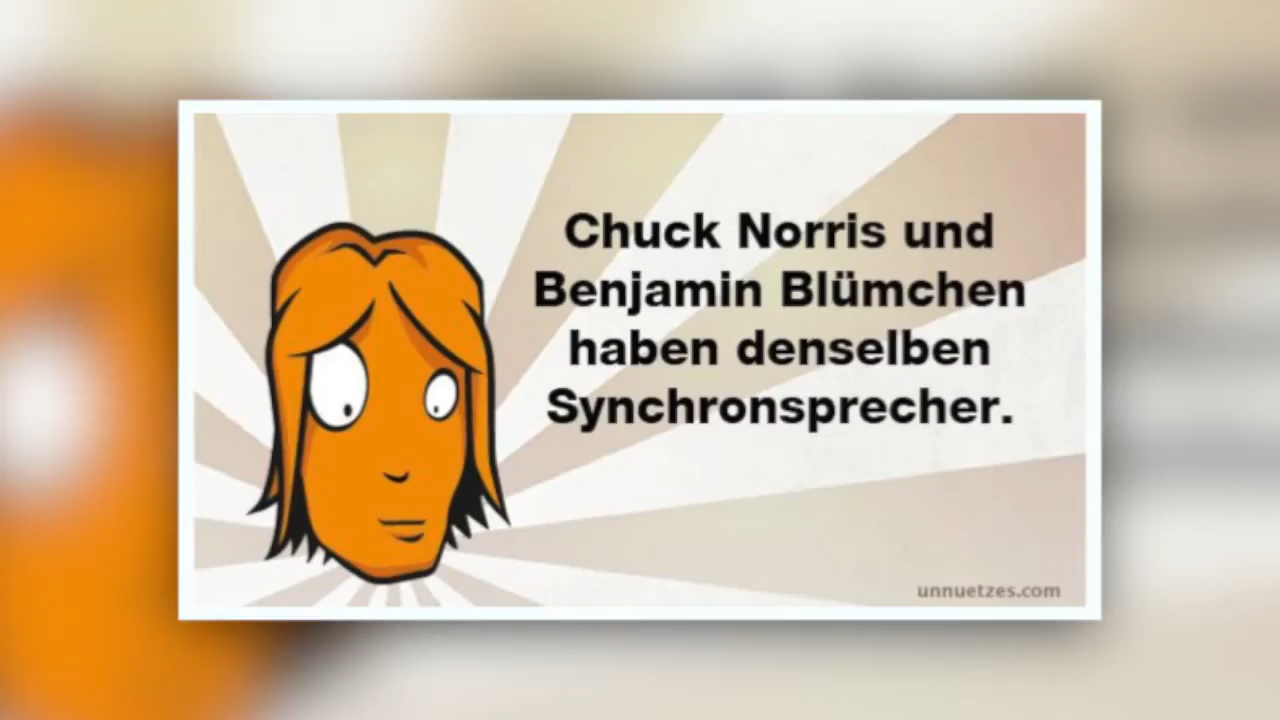 Chuck Norris und
Benjamin Blümchen
haben denselben
Synchronsprecher.
unnuetzes.com